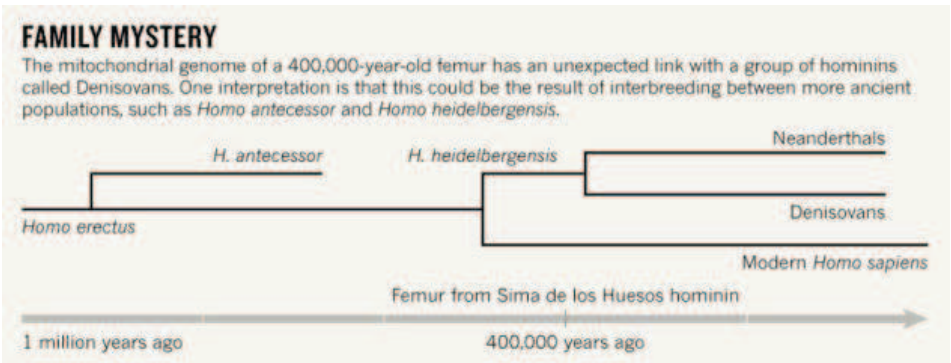 FAMILY MYSTERY
The mitochondrial genome of a 400,000-year-old femur has an unexpected link with a group of hominins
called Denisovans. One interpretation is that this could be the result of interbreeding between more ancient
populations, such as Homo antecessor and Homo heidelbergensis.
Neanderthals
H. antecessor
H. heidelbergensis
Denisovans
Homo erectus
Modern Homo sapiens
Femur from Sima de los Huesos hominin
1 million years ago
400,000 years ago